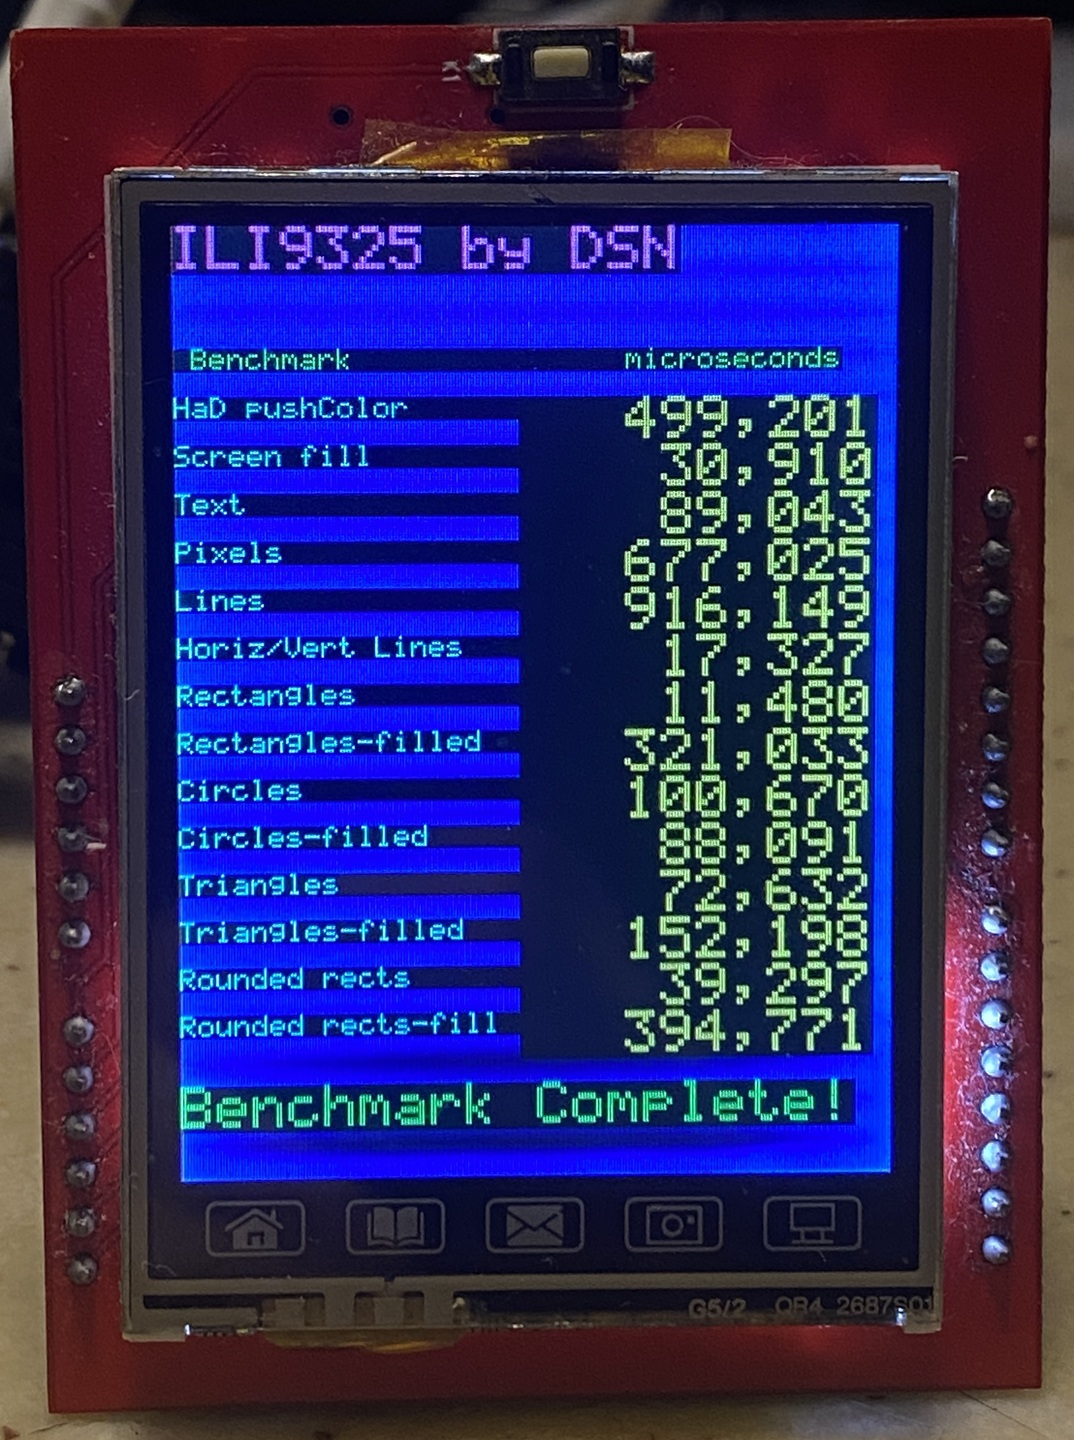 K1
ILI9325 by DSN
Benchmark microseconds
HaD pushColor 499,201
Screen fill 30,910
Text 89,043
Pixels 677,025
Lines 916,149
Horiz/Vert Lines 17,327
Rectangles 11,480
Rectangles-filled 321,033
Circles 100,670
Circles-filled 88,091
Triangles 72,632
Triangles-filled 152,198
Rounded rects 39,297
Rounded rects-fill 394,771
Benchmark Complete!
G5/2 QB4 2687S01